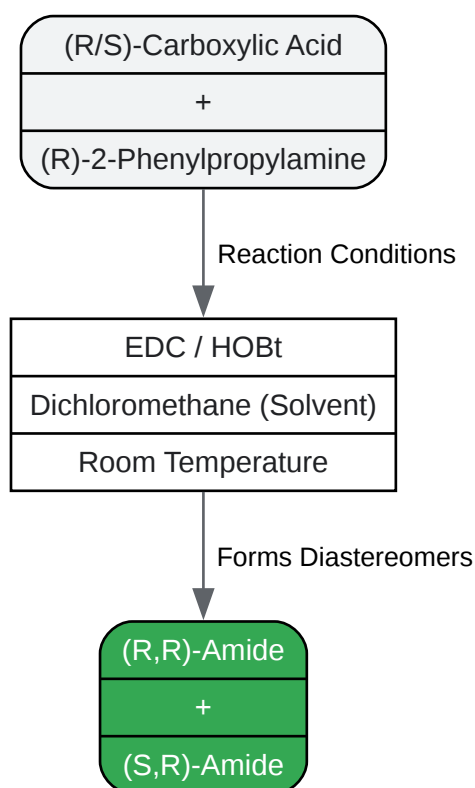 (R/S)-Carboxylic Acid
+
(R)-2-Phenylpropylamine
Reaction Conditions
EDC / HOBt
Dichloromethane (Solvent)
Room Temperature
Forms Diastereomers
(R,R)-Amide
+
(S,R)-Amide